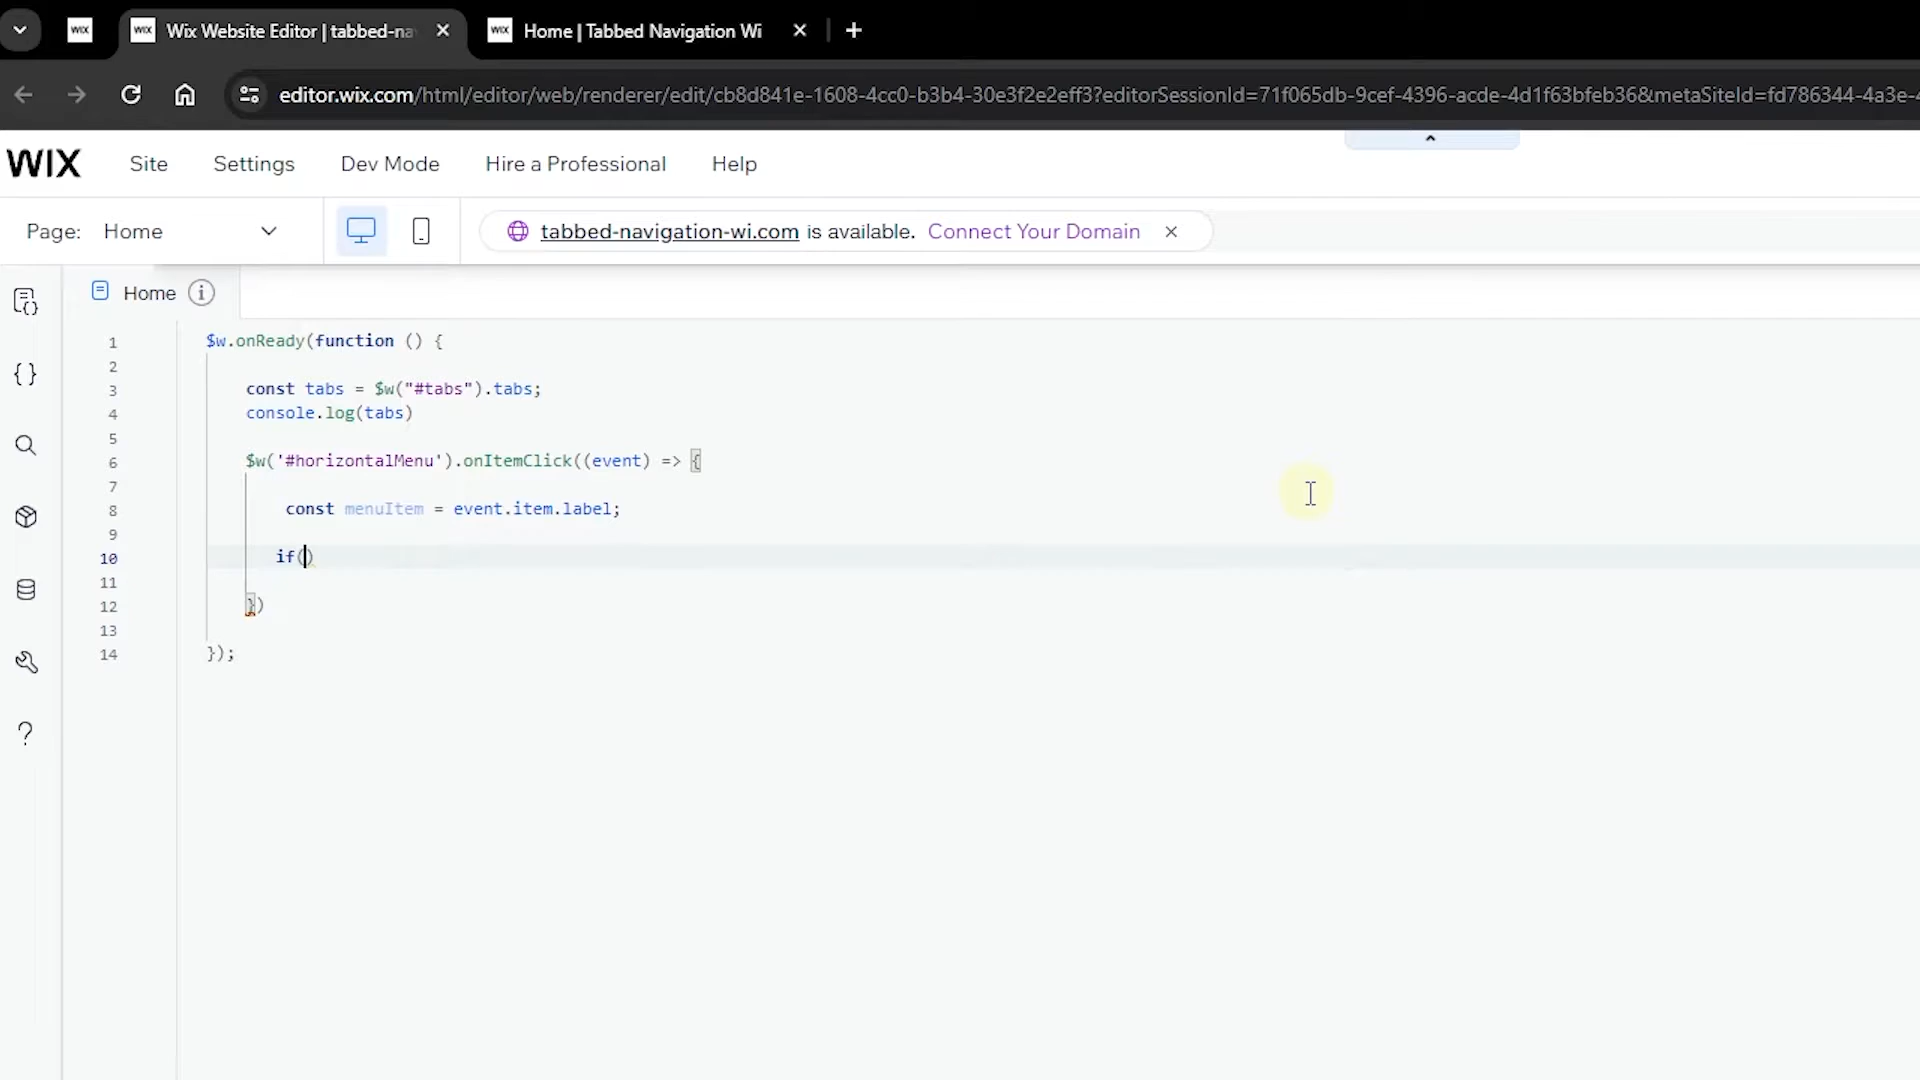 WIX
WIX
Wix Website Editor | tabbed-na
WIX
Home | Tabbed Navigation Wi
editor.wix.com/html/editor/web/renderer/edit/cb8d841e-1608-4cc0-b3b4-30e3f2e2eff3?editorSessionId=71f065db-9cef-4396-acde-4d1f63bfeb36&metaSiteId=fd786344-4a3e-4
WIX
Site
Settings
Dev Mode
Hire a Professional
Help
Page:
Home
tabbed-navigation-wi.com is available. Connect Your Domain
Home
1 $w.onReady(function () {
2
3 const tabs = $w("#tabs").tabs;
4 console.log(tabs)
5
6 $w('#horizontalMenu').onItemClick((event) => {
7
8 const menuItem = event.item.label;
9
10 if()
11
12 })
13
14 });